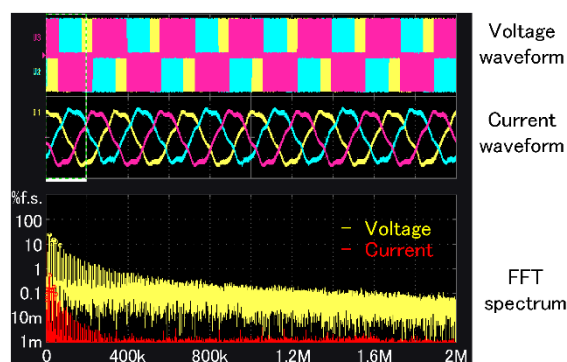 Voltage
waveform
Current
waveform
%f.s.
100
10
1
0.1
10m
1m
Voltage
Current
FFT
spectrum
0 400k 800k 1.2M 1.6M 2M